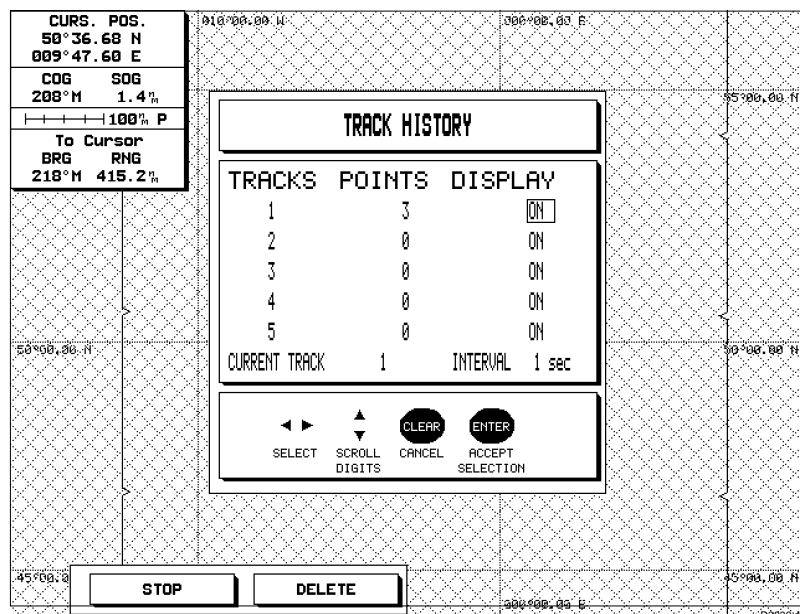 CURS. POS.
50°36.68 N
009°47.60 E
COG SOG
208°M 1.4
100 P
To Cursor
BRG RNG
218°M 415.2
010°00.00 W
000°00.00 E
55°00.00 N
TRACK HISTORY
TRACKS POINTS DISPLAY
1 3 ON
2 0 ON
3 0 ON
4 0 ON
5 0 ON
CURRENT TRACK 1 INTERVAL 1 sec
50°00.00 N
50°00.00 N
SELECT
SCROLL DIGITS
CLEAR
CANCEL
ENTER
ACCEPT SELECTION
45°00.0
45°00.00 N
STOP DELETE
000°00.00 E